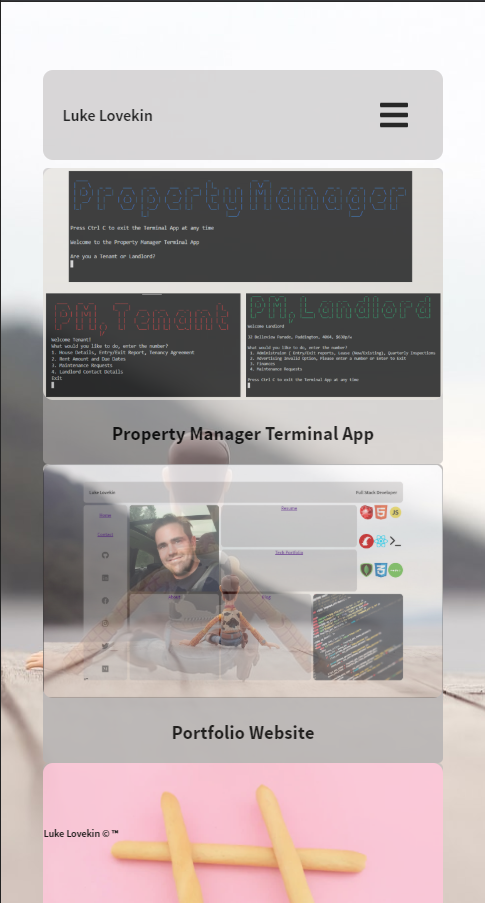 Luke Lovekin
Property Manager
Press Ctrl C to exit the Terminal App at any time
Welcome to the Property Manager Terminal App
Are you a Tenant or Landlord?
PM, Tenant
Welcome Tenant?
What would you like to do, enter the number?
1. House Details, Entry/Exit Report, Tenancy Agreement
2. Rent Amount and Due Dates
3. Maintenance Requests
4. Landlord Contact Details
Exit
PM, Landlord
Welcome Landlord
What would you like to do, enter the number?
1. Administration ( Entry/Exit reports, Lease (New/Existing), Quarterly Inspections
2. Advertising Invalid Option, Please enter a number or Enter to Exit
3. Finances
4. Maintenance Requests
Press Ctrl C to exit the Terminal App at any time
Property Manager Terminal App
Luke Lovekin
Full Stack Developer
Home
Contact
Resume
Tech Portfolio
About
Blog
JS
Portfolio Website
Luke Lovekin © ™